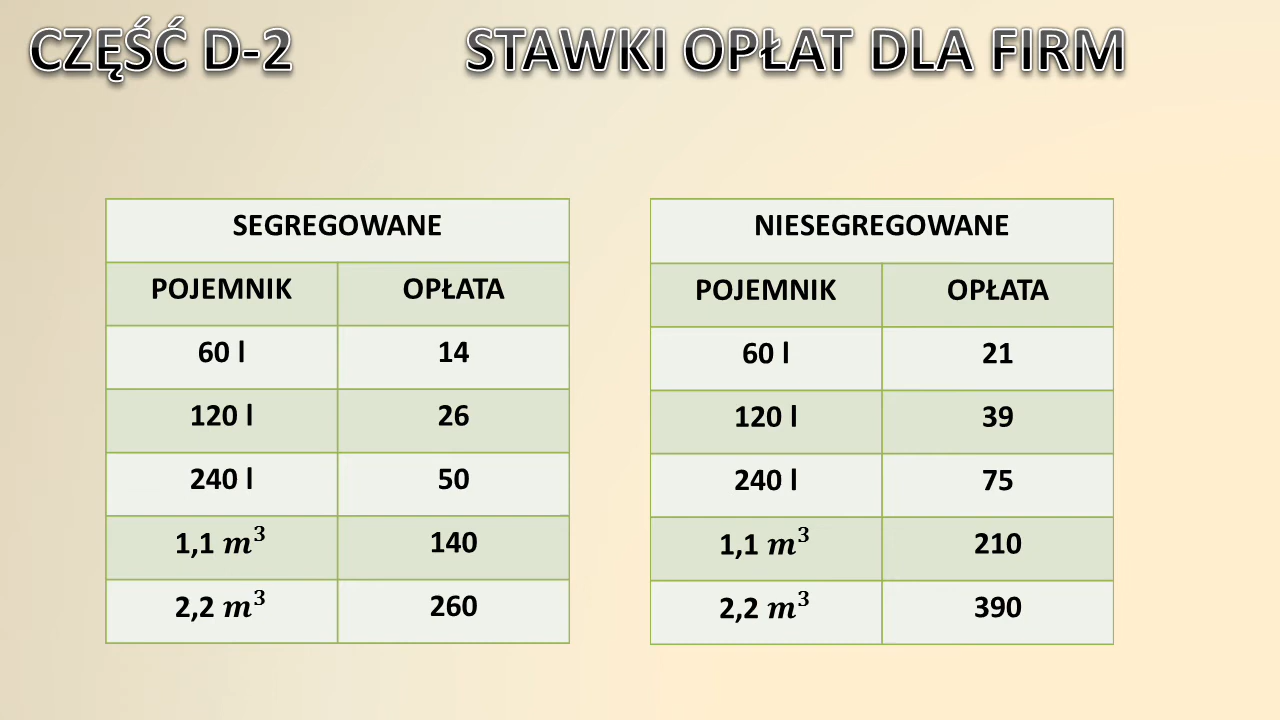 CZĘŚĆ D-2
STAWKI OPŁAT DLA FIRM
SEGREGOWANE
POJEMNIK OPŁATA
60 l 14
120 l 26
240 l 50
1,1 m³ 140
2,2 m³ 260
NIESEGREGOWANE
POJEMNIK OPŁATA
60 l 21
120 l 39
240 l 75
1,1 m³ 210
2,2 m³ 390